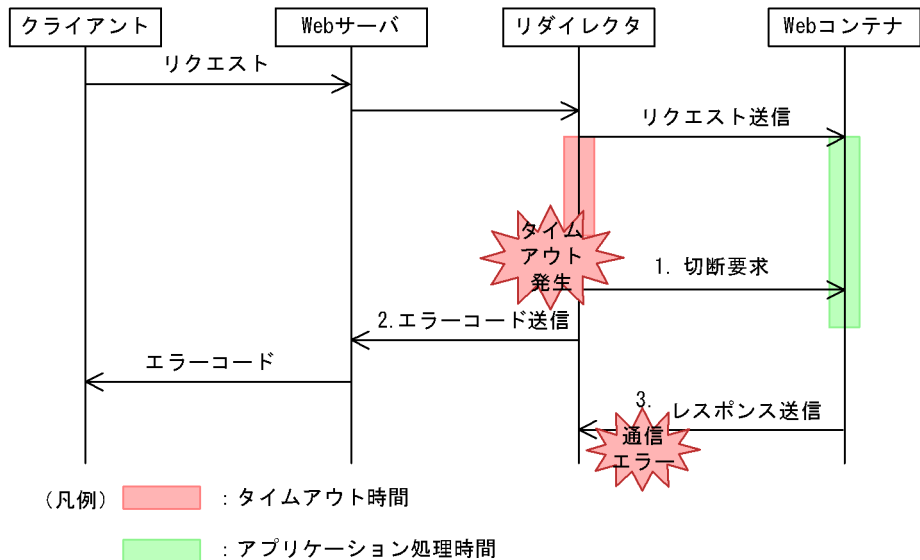 クライアント
Webサーバ
リダイレクタ
Webコンテナ
リクエスト
リクエスト送信
タイム
アウト
発生
1. 切断要求
2.エラーコード送信
エラーコード
3.
レスポンス送信
通信
エラー
(凡例)
：タイムアウト時間
：アプリケーション処理時間